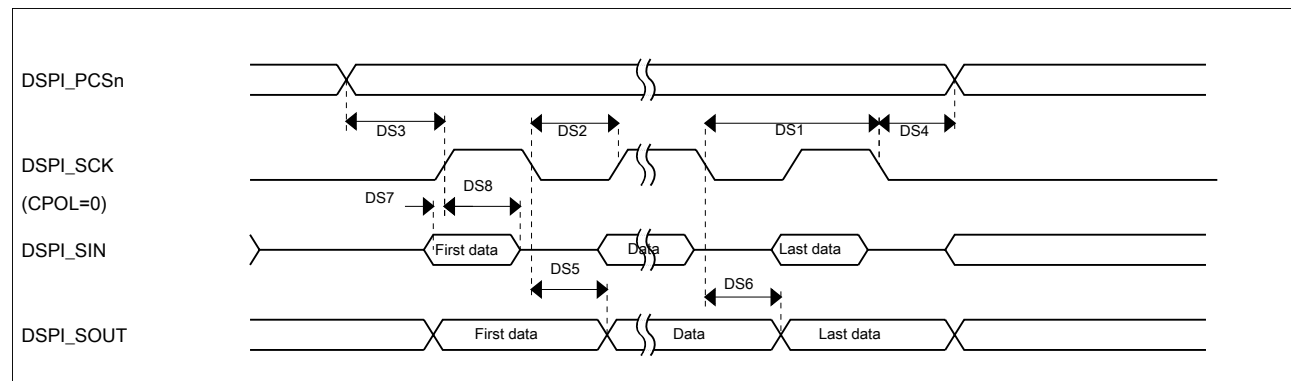 DSPI_PCSn
DS3
DS2
DS1
DS4
DSPI_SCK
(CPOL=0)
DS7
DS8
DSPI_SIN
First data
Data
Last data
DS5
DS6
DSPI_SOUT
First data
Data
Last data